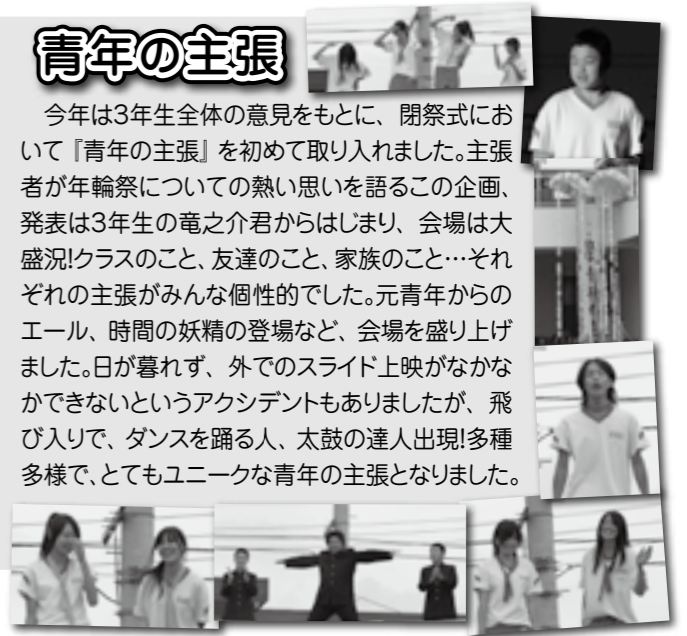 青年の主張
今年は3年生全体の意見をもとに、閉祭式にお
いて『青年の主張』を初めて取り入れました。主張
者が年輪祭についての熱い思いを語るこの企画、
発表は3年生の竜之介君からはじまり、会場は大
盛況!クラスのこと、友達のこと、家族のこと…それ
ぞれの主張がみんな個性的でした。元青年からの
エール、時間の妖精の登場など、会場を盛り上げ
ました。日が暮れず、外でのスライド上映がなかな
かできないというアクシデントもありましたが、飛
び入りで、ダンスを踊る人、太鼓の達人出現!多種
多様で、とてもユニークな青年の主張となりました。